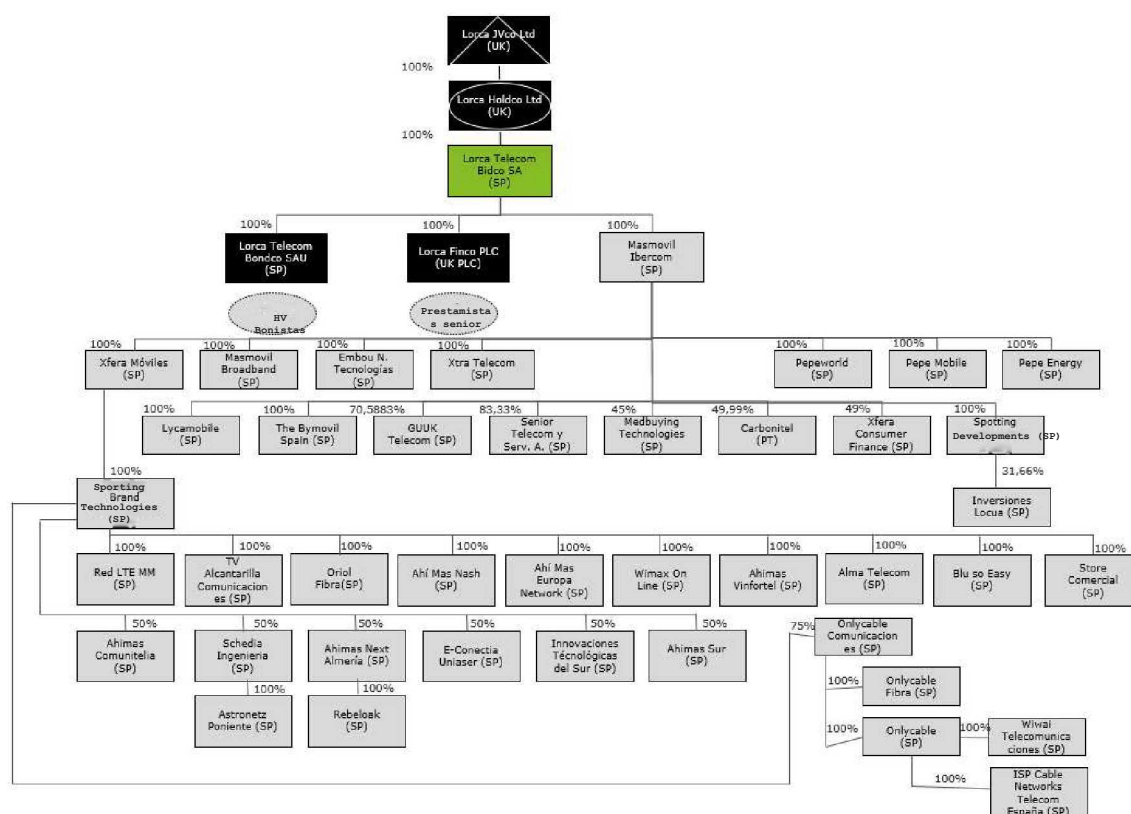 Lorca JVco Ltd
(UK)
100%
Lorca Holdco Ltd
(UK)
100%
Lorca Telecom
Bidco SA
(SP)
100%
100%
100%
Lorca Telecom
Bondco SAU
(SP)
Lorca Finco PLC
(UK PLC)
Masmovil
Ibercom
(SP)
HV
Bonistas
Prestamista
s senior
100%
100%
100%
100%
100%
100%
100%
Xfera Móviles
(SP)
Masmovil
Broadband
(SP)
Embou N.
Tecnologías
(SP)
Xtra Telecom
(SP)
Pepeworld
(SP)
Pepe Mobile
(SP)
Pepe Energy
(SP)
100%
100%
70,5883%
83,33%
45%
49,99%
49%
100%
Lycamobile
(SP)
The Bymovil
Spain (SP)
GUUK
Telecom (SP)
Senior
Telecom y
Serv. A. (SP)
Medbuying
Technologies
(SP)
Carbonitel
(PT)
Xfera
Consumer
Finance (SP)
Spotting
Developments (SP)
100%
31,66%
Sporting
Brand
Technologies
(SP)
Inversiones
Locua (SP)
100%
100%
100%
100%
100%
100%
100%
100%
100%
100%
Red LTE MM
(SP)
TV
Alcantarilla
Comunicacion
es (SP)
Oriol
Fibra(SP)
Ahí Mas Nash
(SP)
Ahí Mas
Europa
Network (SP)
Wimax On
Line (SP)
Ahimas
Vinfortel (SP)
Alma Telecom
(SP)
Blu so Easy
(SP)
Store
Comercial
(SP)
50%
50%
50%
50%
50%
50%
75%
Ahimas
Comunitelia
(SP)
Schedia
Ingenieria
(SP)
Ahimas Next
Almería (SP)
E-Conectia
Uniaser (SP)
Innovaciones
Técnológicas
del Sur (SP)
Ahimas Sur
(SP)
Onlycable
Comunicacion
es (SP)
100%
100%
Astronetz
Poniente (SP)
Rebeloak
(SP)
100%
Onlycable
Fibra (SP)
100%
Onlycable
(SP)
100%
Wiwai
Telecomunica
ciones (SP)
100%
ISP Cable
Networks
Telecom
España (SP)